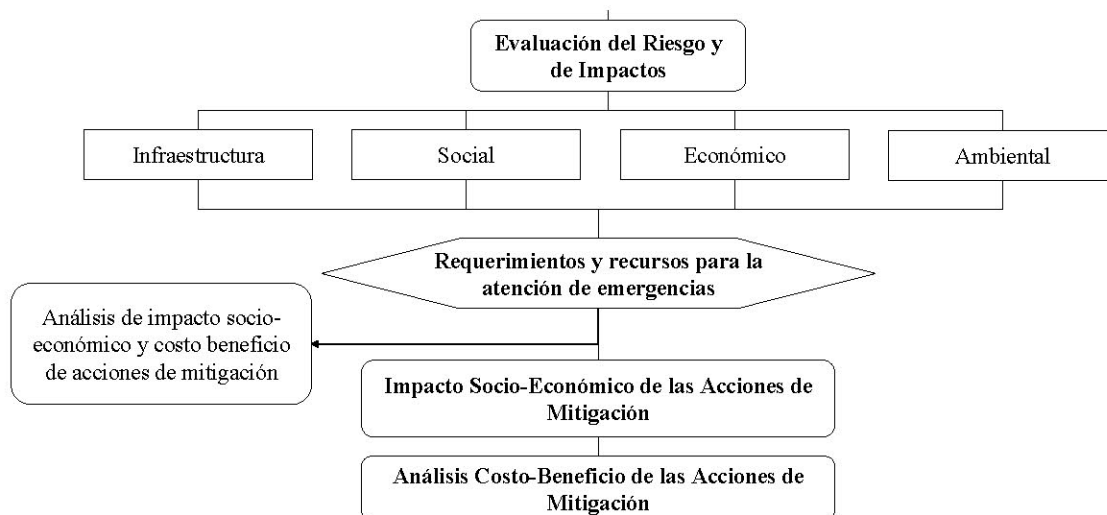 Evaluación del Riesgo y
de Impactos
Infraestructura
Social
Económico
Ambiental
Requerimientos y recursos para la
atención de emergencias
Análisis de impacto socio-
económico y costo beneficio
de acciones de mitigación
Impacto Socio-Económico de las Acciones de
Mitigación
Análisis Costo-Beneficio de las Acciones de
Mitigación